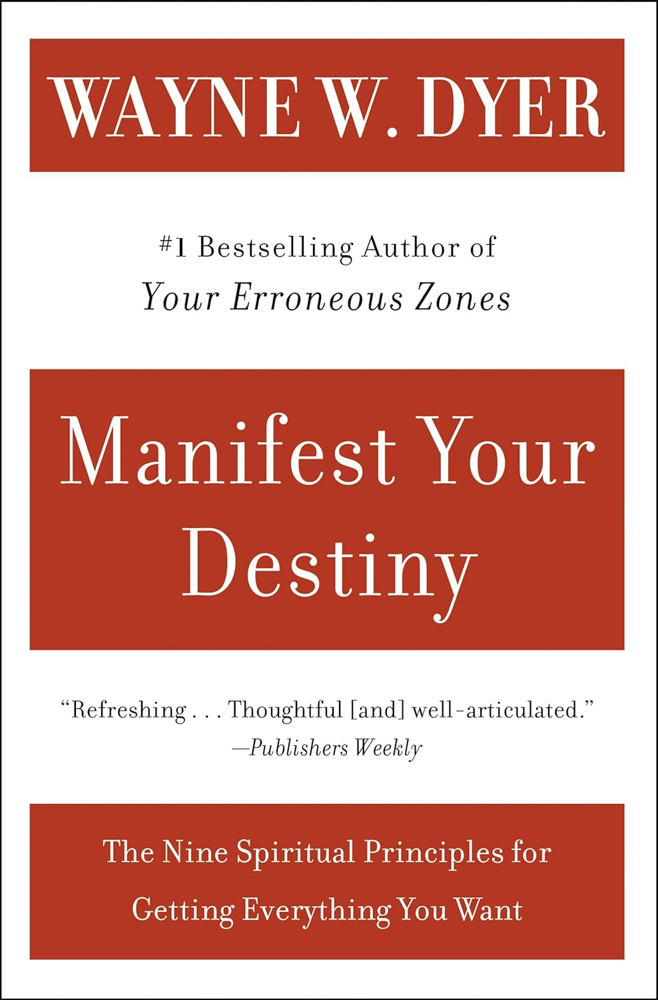 WAYNE W. DYER
#1 Bestselling Author of
Your Erroneous Zones
Manifest Your
Destiny
“Refreshing . . . Thoughtful [and] well-articulated.”
—Publishers Weekly
The Nine Spiritual Principles for
Getting Everything You Want